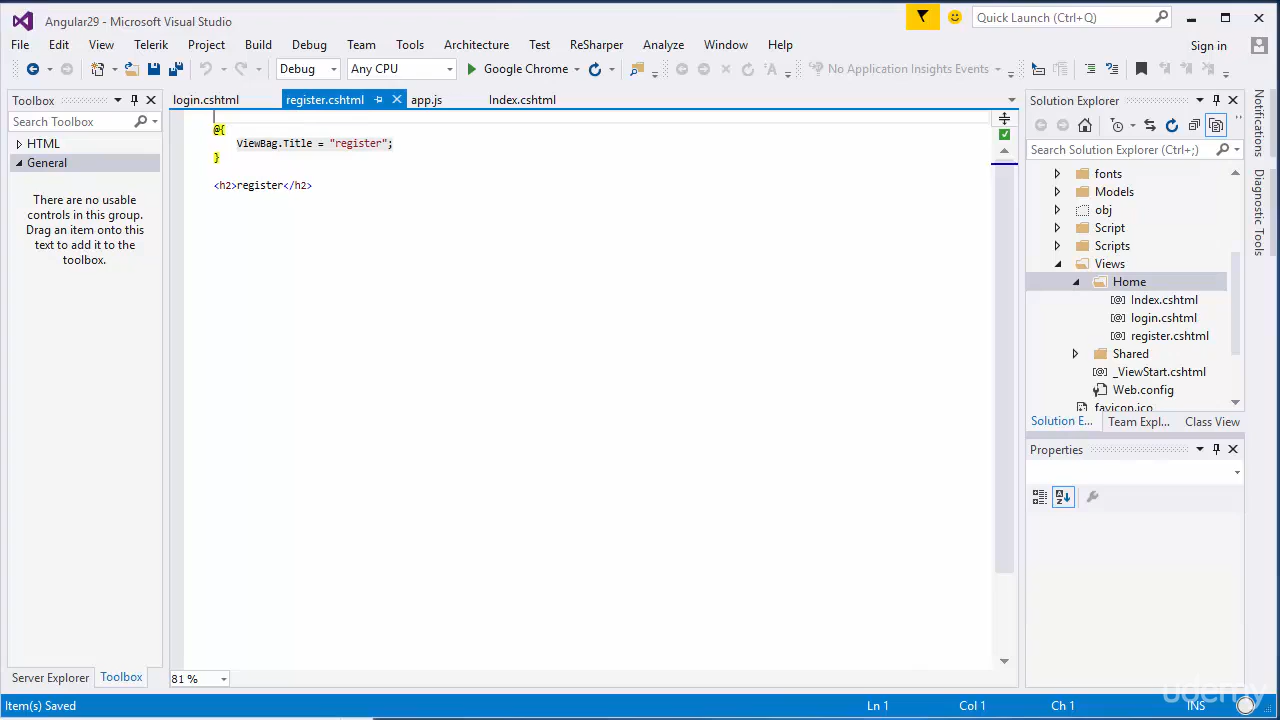 Angular29 - Microsoft Visual Studio
Quick Launch (Ctrl+Q)
File Edit View Telerik Project Build Debug Team Tools Architecture Test ReSharper Analyze Window Help
Sign in
Debug Any CPU Google Chrome No Application Insights Events
Toolbox
Search Toolbox
HTML
General
There are no usable
controls in this group.
Drag an item onto this
text to add it to the
toolbox.
Server Explorer Toolbox
login.cshtml register.cshtml app.js Index.cshtml
@{
ViewBag.Title = "register";
}
<h2>register</h2>
81 %
Solution Explorer
Search Solution Explorer (Ctrl+;)
fonts
Models
obj
Script
Scripts
Views
Home
Index.cshtml
login.cshtml
register.cshtml
Shared
_ViewStart.cshtml
Web.config
favicon.ico
Solution E... Team Expl... Class View
Properties
Notifications
Diagnostic Tools
Item(s) Saved
Ln 1 Col 1 Ch 1 INS
udemy